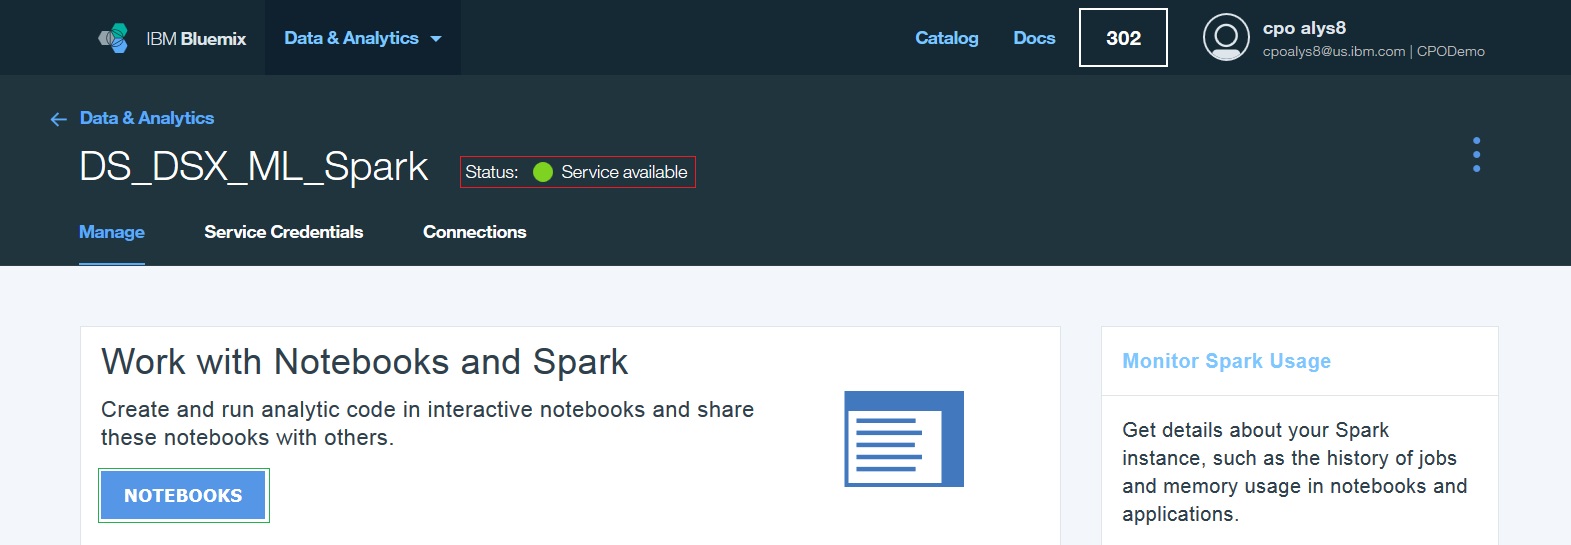 IBM Bluemix Data & Analytics Catalog Docs 302 cpo alys8
cpoalys8@us.ibm.com | CPODemo
Data & Analytics
DS_DSX_ML_Spark Status: Service available
Manage Service Credentials Connections
Work with Notebooks and Spark
Create and run analytic code in interactive notebooks and share
these notebooks with others.
NOTEBOOKS
Monitor Spark Usage
Get details about your Spark
instance, such as the history of jobs
and memory usage in notebooks and
applications.